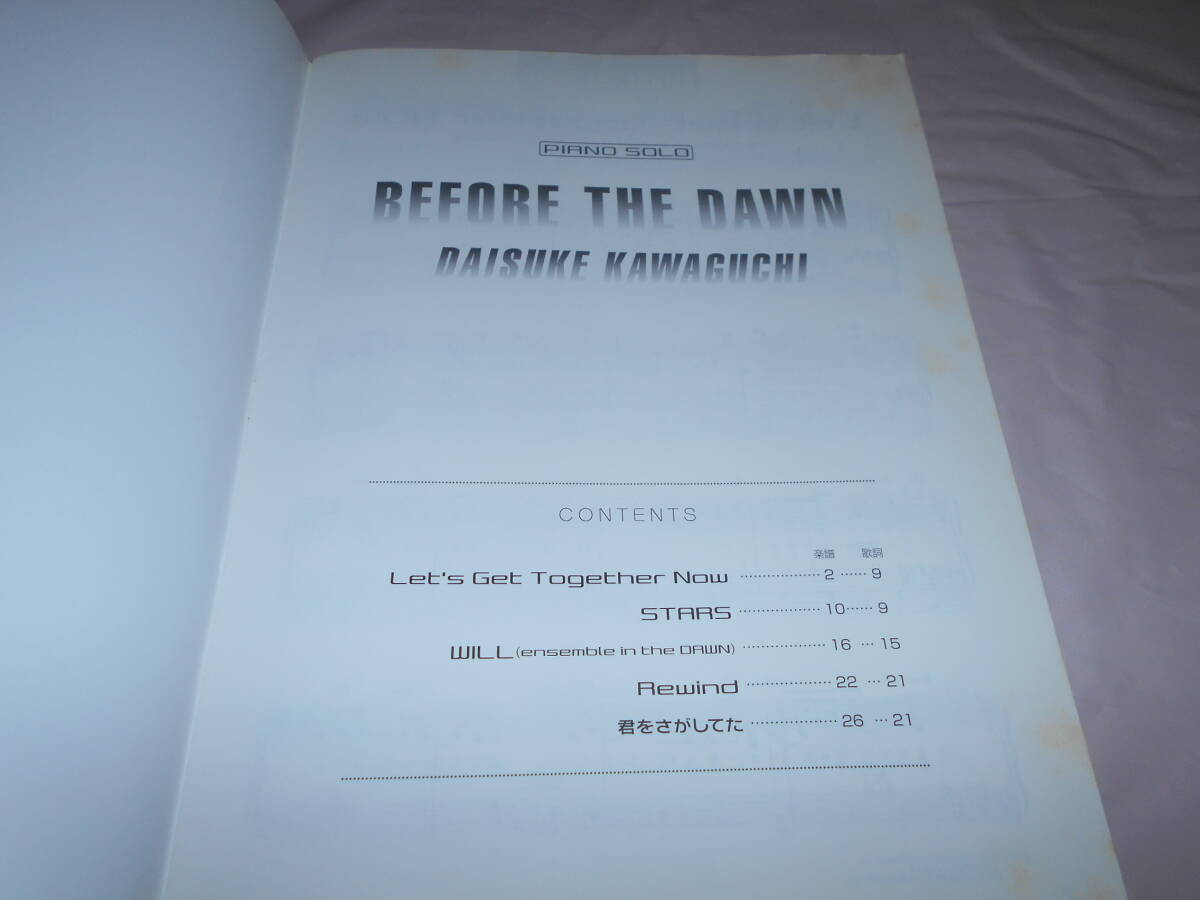 PIANO SOLO
BEFORE THE DAWN
DAISUKE KAWAGUCHI
CONTENTS
楽譜 歌詞
Let's Get Together Now ·················· 2 ······ 9
STARS ·················· 10 ······ 9
WILL (ensemble in the DAWN) ·················· 16 ··· 15
Rewind ·················· 22 ··· 21
君をさがしてた ·················· 26 ··· 21